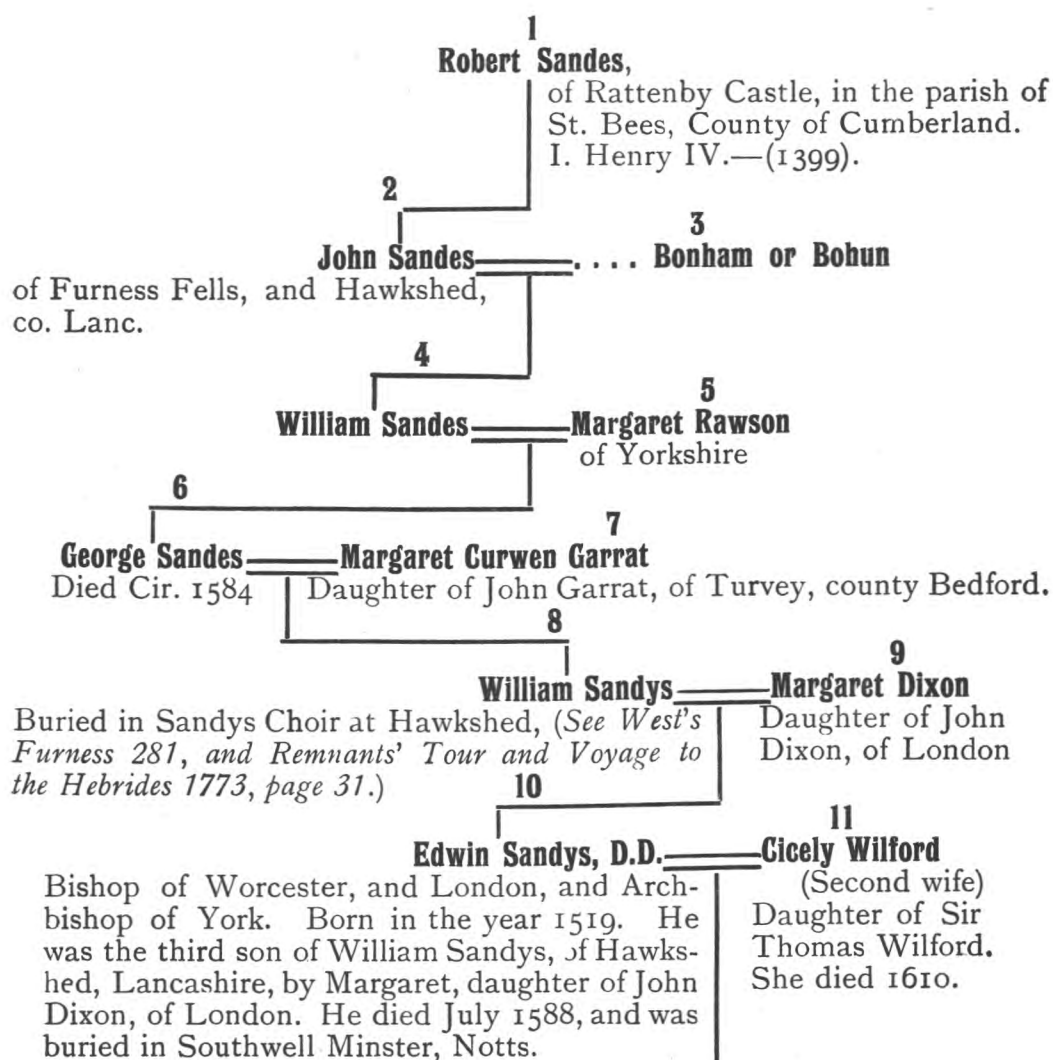 1
Robert Sandes,
of Rattenby Castle, in the parish of
St. Bees, County of Cumberland.
I. Henry IV.—(1399).
2
3
John Sandes .... Bonham or Bohun
of Furness Fells, and Hawkshed,
co. Lanc.
4
5
William Sandes Margaret Rawson
of Yorkshire
6
7
George Sandes Margaret Curwen Garrat
Died Cir. 1584 Daughter of John Garrat, of Turvey, county Bedford.
8
9
William Sandys Margaret Dixon
Buried in Sandys Choir at Hawkshed, (See West's
Furness 281, and Remnants' Tour and Voyage to
the Hebrides 1773, page 31.)
Daughter of John
Dixon, of London
10
11
Edwin Sandys, D.D. Cicely Wilford
Bishop of Worcester, and London, and Arch-
bishop of York. Born in the year 1519. He
was the third son of William Sandys, of Hawks-
hed, Lancashire, by Margaret, daughter of John
Dixon, of London. He died July 1588, and was
buried in Southwell Minster, Notts.
(Second wife)
Daughter of Sir
Thomas Wilford.
She died 1610.